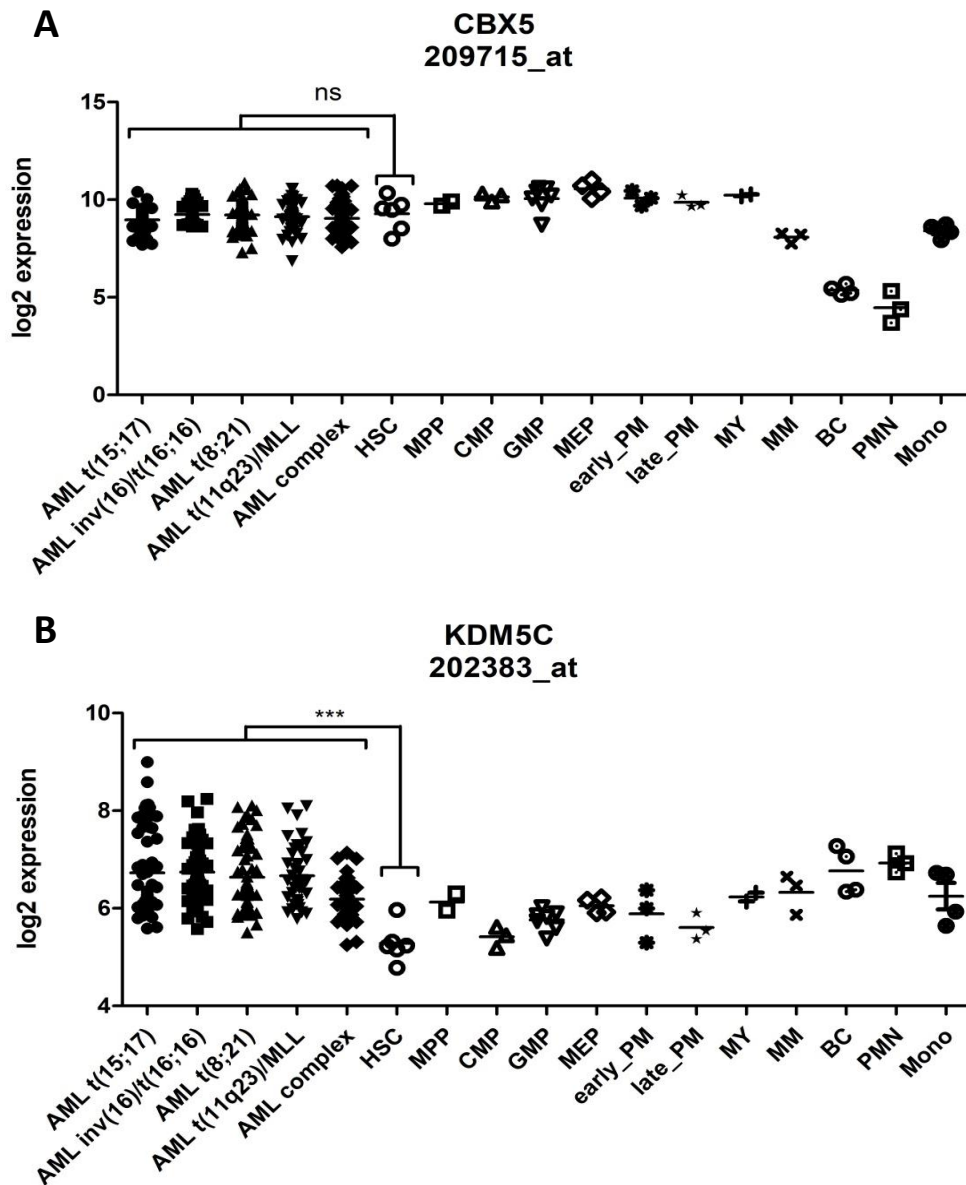 A
CBX5
209715_at
ns
15
10
5
0
log2 expression
AML t(15;17)
AML inv(16)/t(16;16)
AML t(8;21)
AML t(11q23)/MLL
AML complex
HSC
MPP
CMP
GMP
MEP
early_PM
late_PM
MY
MM
BC
PMN
Mono
B
KDM5C
202383_at
***
10
8
6
4
log2 expression
AML t(15;17)
AML inv(16)/t(16;16)
AML t(8;21)
AML t(11q23)/MLL
AML complex
HSC
MPP
CMP
GMP
MEP
early_PM
late_PM
MY
MM
BC
PMN
Mono